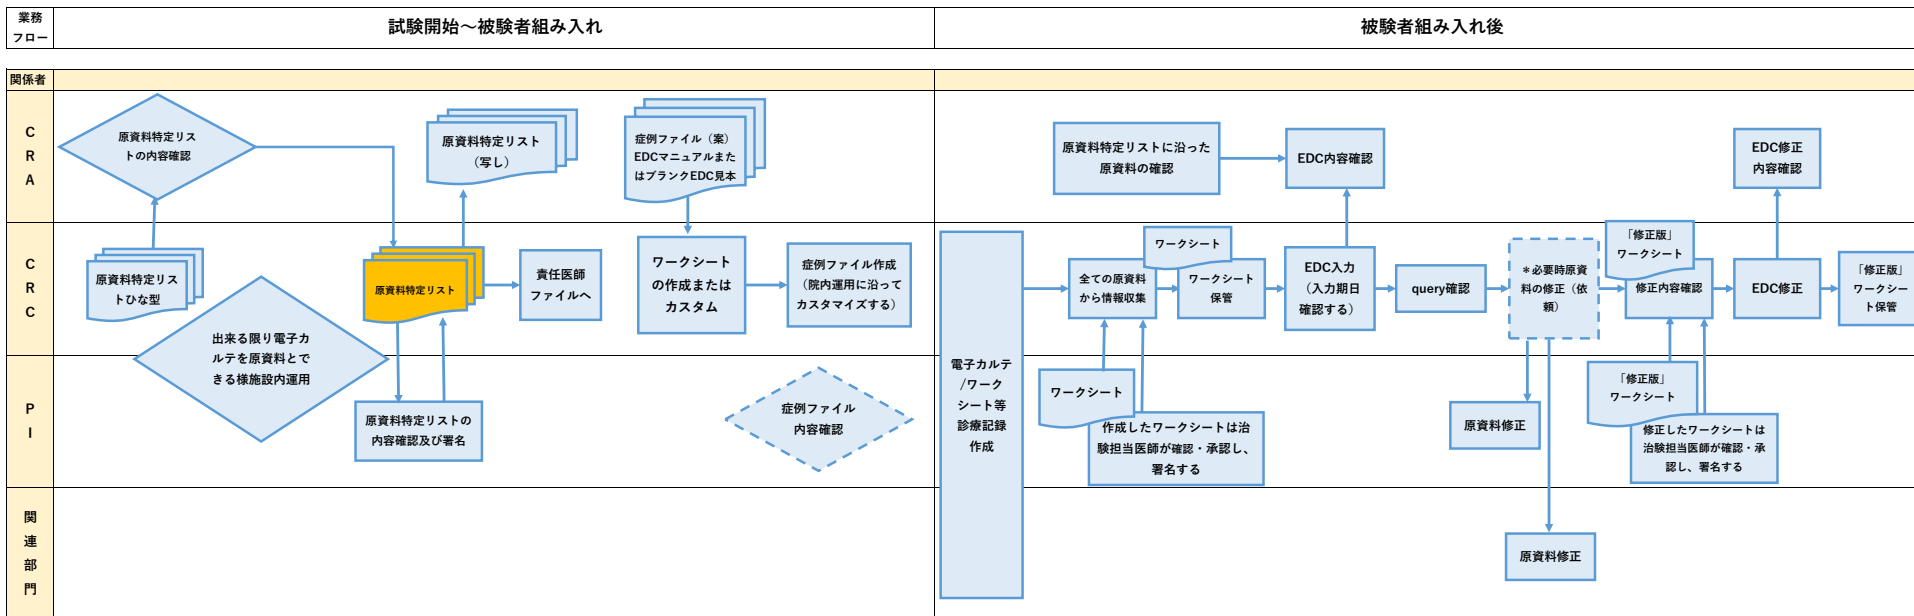 業務
フロー
試験開始～被験者組み入れ
被験者組み入れ後
関係者
C
R
A
原資料特定リス
トの内容確認
原資料特定リスト
（写し）
症例ファイル（案）
EDCマニュアルまた
はブランクEDC見本
原資料特定リストに沿った
原資料の確認
EDC内容確認
EDC修正
内容確認
C
R
C
原資料特定リス
トひな型
出来る限り電子カ
ルテを原資料とで
きる様施設内運用
原資料特定リスト
責任医師
ファイルへ
ワークシート
の作成または
カスタム
症例ファイル作成
（院内運用に沿って
カスタマイズする）
電子カルテ
/ワーク
シート等
診療記録
作成
全ての原資料
から情報収集
ワークシート
ワークシート
保管
EDC入力
（入力期日
確認する）
query確認
＊必要時原資
料の修正（依
頼）
「修正版」
ワークシート
修正内容確認
EDC修正
「修正版」
ワークシー
ト保管
P
I
原資料特定リストの
内容確認及び署名
症例ファイル
内容確認
ワークシート
作成したワークシートは治
験担当医師が確認・承認し、
署名する
原資料修正
「修正版」
ワークシート
修正したワークシートは
治験担当医師が確認・承
認し、署名する
関
連
部
門
原資料修正